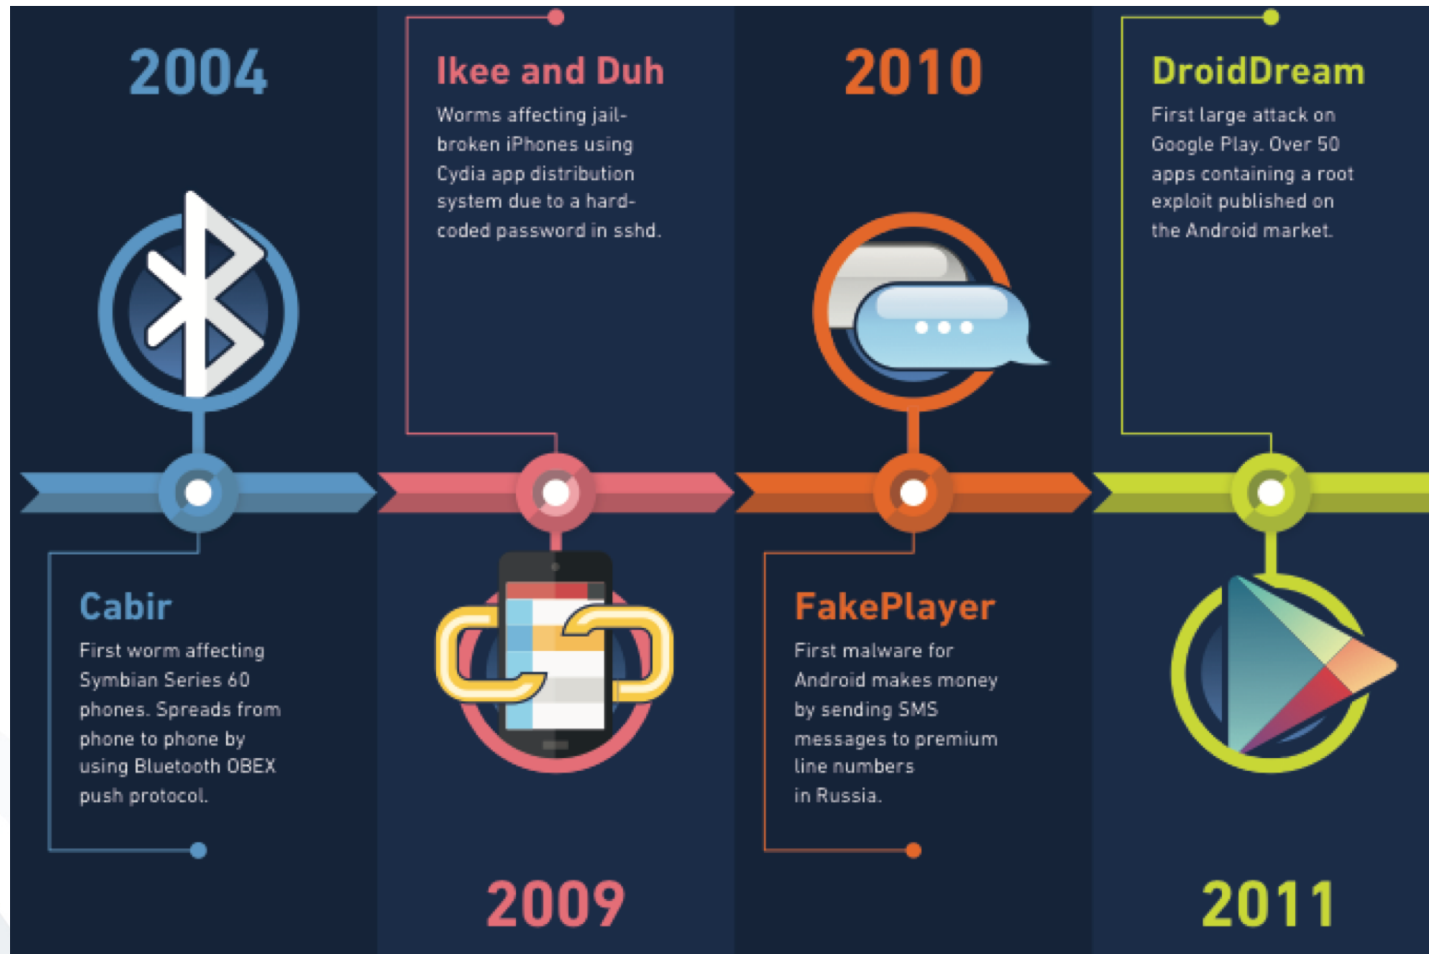 2004
Cabir
First worm affecting
Symbian Series 60
phones. Spreads from
phone to phone by
using Bluetooth OBEX
push protocol.
Ikee and Duh
Worms affecting jail-
broken iPhones using
Cydia app distribution
system due to a hard-
coded password in sshd.
2009
2010
FakePlayer
First malware for
Android makes money
by sending SMS
messages to premium
line numbers
in Russia.
DroidDream
First large attack on
Google Play. Over 50
apps containing a root
exploit published on
the Android market.
2011